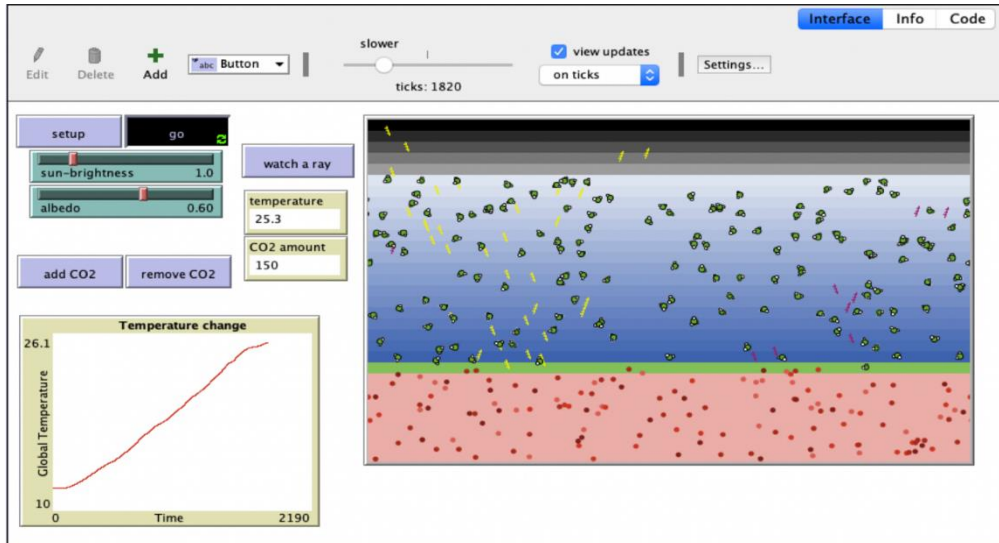 Interface Info Code
Edit Delete Add abc Button
slower
ticks: 1820
view updates
on ticks
Settings...
setup go
sun-brightness 1.0
albedo 0.60
watch a ray
temperature
25.3
CO2 amount
150
add CO2 remove CO2
Temperature change
26.1
Global Temperature
10
0 Time 2190